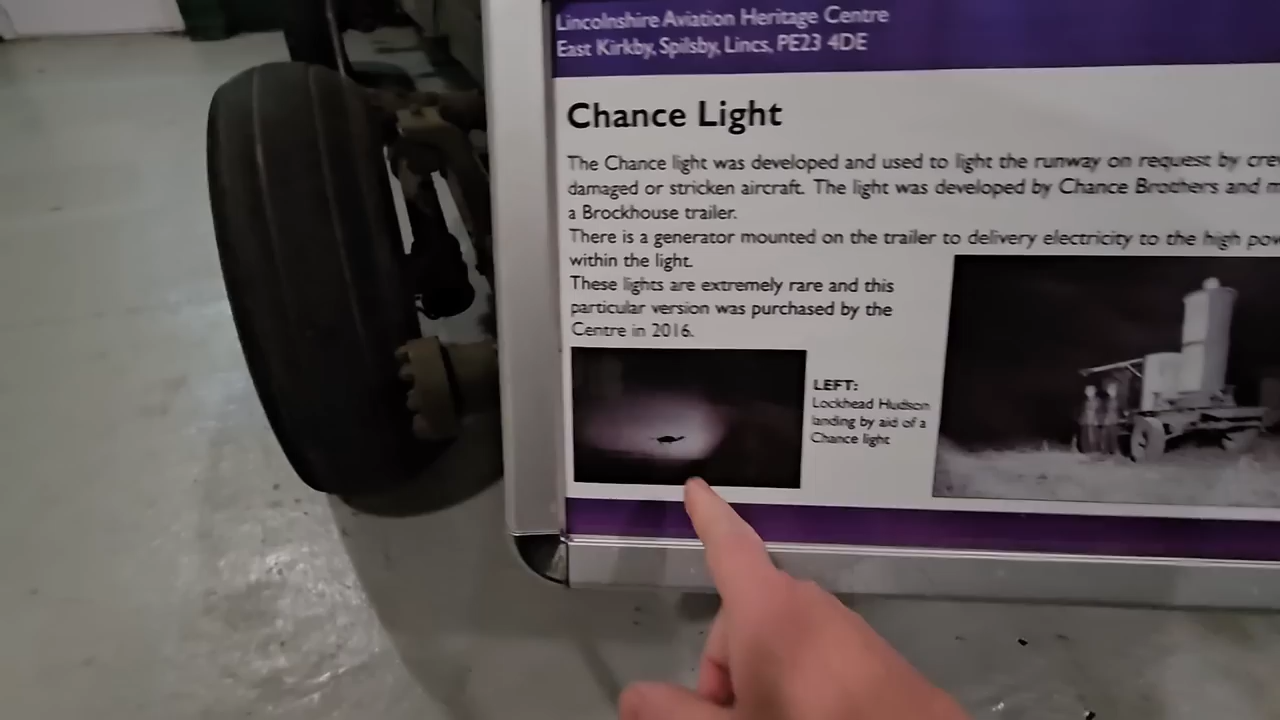 Lincolnshire Aviation Heritage Centre
East Kirkby, Spilsby, Lincs, PE23 4DE
Chance Light
The Chance light was developed and used to light the runway on request by
damaged or stricken aircraft. The light was developed by Chance Brothers and
a Brockhouse trailer.
There is a generator mounted on the trailer to delivery electricity to the high
within the light.
These lights are extremely rare and this
particular version was purchased by the
Centre in 2016.
LEFT:
Lockhead Hudson
landing by aid of a
Chance light